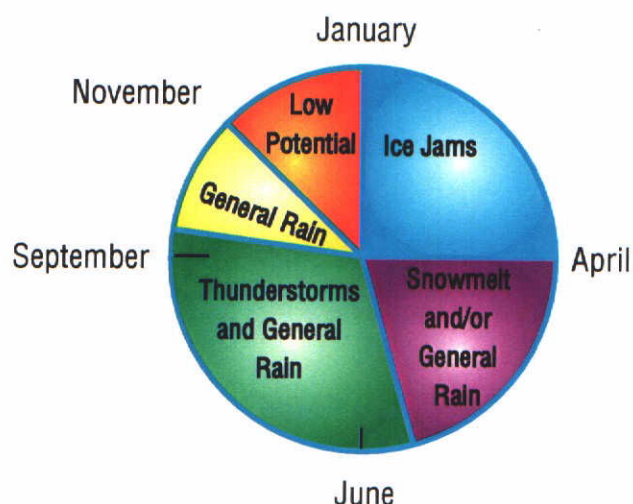 January
November
Low
Potential
Ice Jams
General Rain
September
April
Thunderstorms
and General
Rain
Snowmelt
and/or
General
Rain
June